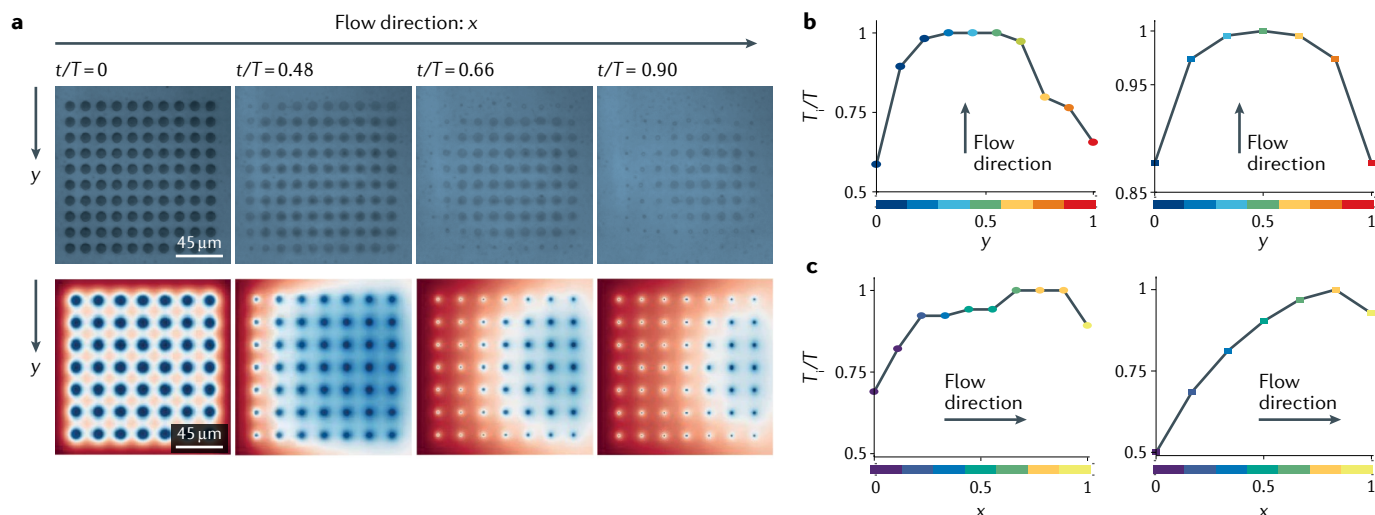 a
Flow direction: x
t/T = 0
t/T = 0.48
t/T = 0.66
t/T = 0.90
y
45 μm
y
45 μm
b
Tᵢ/T
1
0.75
0.5
Flow
direction
0
0.5
1
y
1
0.95
0.85
Flow
direction
0
0.5
1
y
c
Tᵢ/T
1
0.75
0.5
Flow
direction
0
0.5
1
x
1
0.75
0.5
Flow
direction
0
0.5
1
x